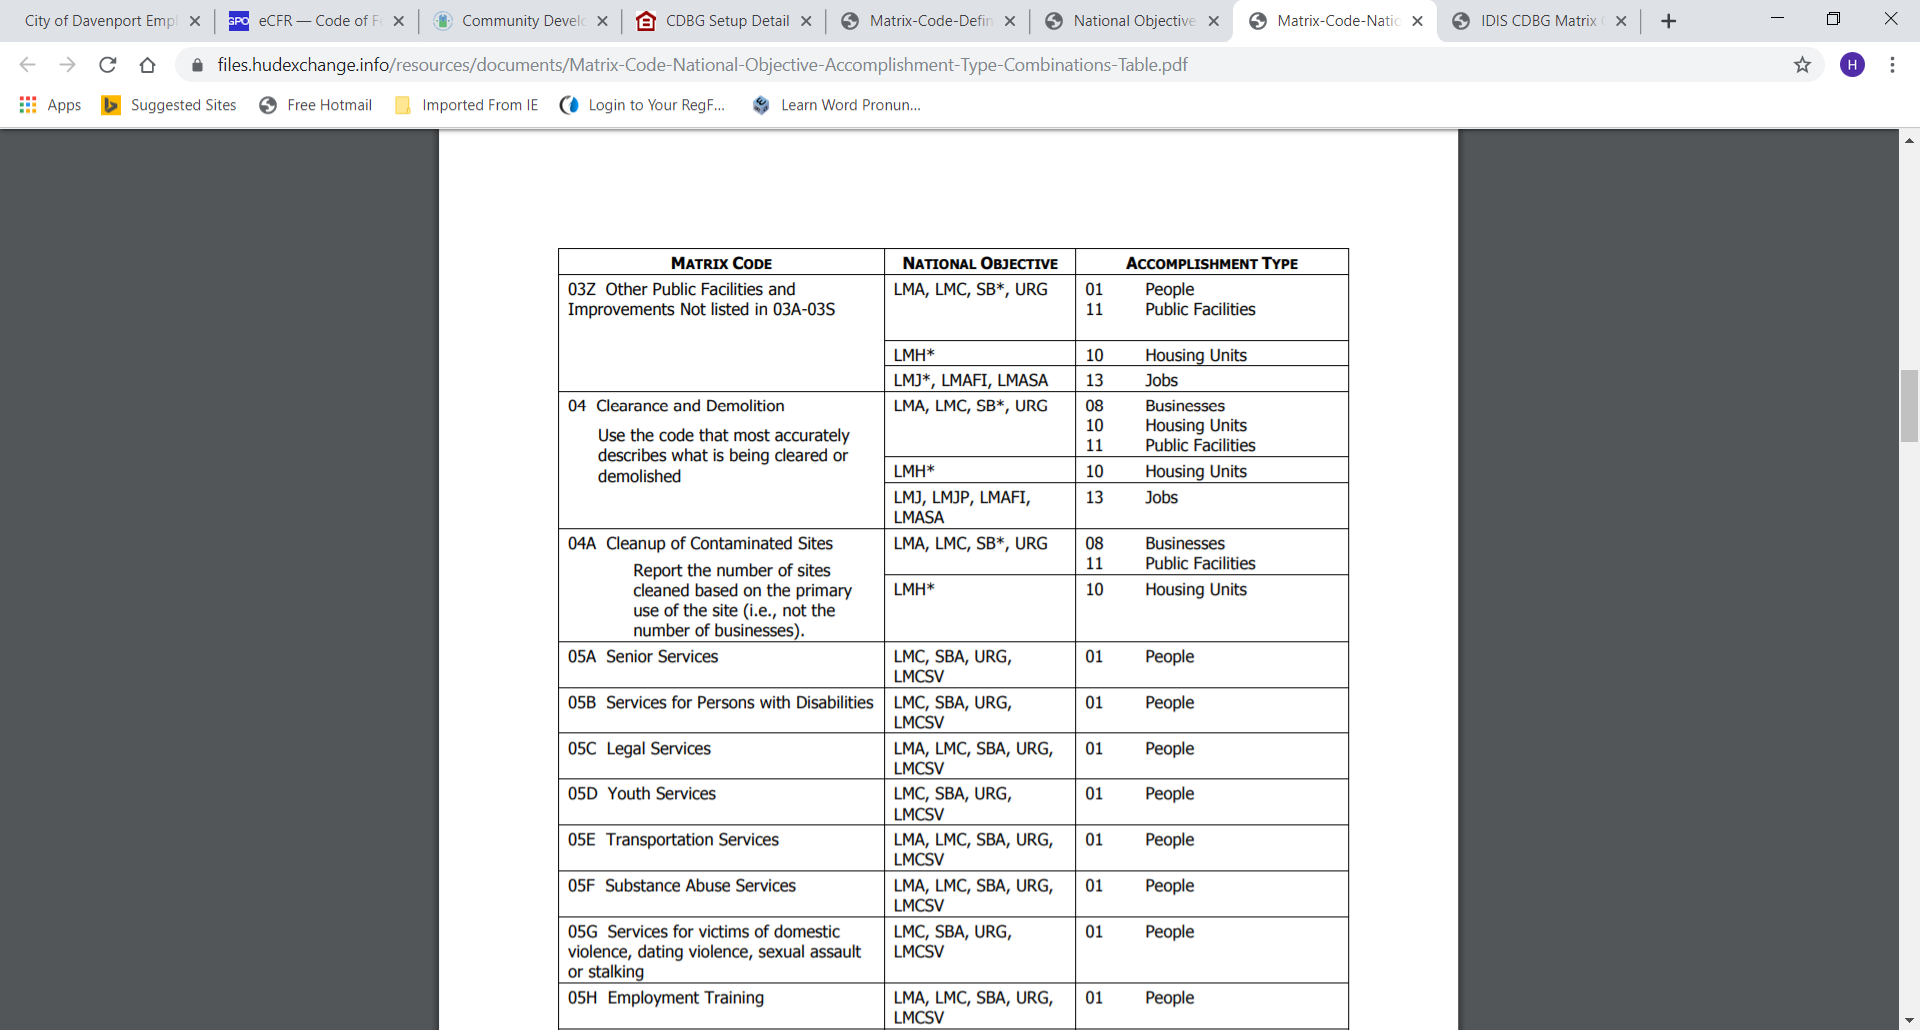 City of Davenport Empl
eCFR — Code of F
Community Develo
CDBG Setup Detail
Matrix-Code-Defin
National Objective
Matrix-Code-Natio
IDIS CDBG Matrix
files.hudexchange.info/resources/documents/Matrix-Code-National-Objective-Accomplishment-Type-Combinations-Table.pdf
H
Apps
Suggested Sites
Free Hotmail
Imported From IE
Login to Your RegF...
Learn Word Pronun...
MATRIX CODE NATIONAL OBJECTIVE ACCOMPLISHMENT TYPE
03Z Other Public Facilities and LMA, LMC, SB*, URG 01 People
Improvements Not listed in 03A-03S 11 Public Facilities
LMH* 10 Housing Units
LMJ*, LMAFI, LMASA 13 Jobs
04 Clearance and Demolition LMA, LMC, SB*, URG 08 Businesses
10 Housing Units
Use the code that most accurately 11 Public Facilities
describes what is being cleared or
demolished LMH* 10 Housing Units
LMJ, LMJP, LMAFI, 13 Jobs
LMASA
04A Cleanup of Contaminated Sites LMA, LMC, SB*, URG 08 Businesses
Report the number of sites 11 Public Facilities
cleaned based on the primary LMH* 10 Housing Units
use of the site (i.e., not the
number of businesses).
05A Senior Services LMC, SBA, URG, 01 People
LMCSV
05B Services for Persons with Disabilities LMC, SBA, URG, 01 People
LMCSV
05C Legal Services LMA, LMC, SBA, URG, 01 People
LMCSV
05D Youth Services LMC, SBA, URG, 01 People
LMCSV
05E Transportation Services LMA, LMC, SBA, URG, 01 People
LMCSV
05F Substance Abuse Services LMA, LMC, SBA, URG, 01 People
LMCSV
05G Services for victims of domestic LMC, SBA, URG, 01 People
violence, dating violence, sexual assault LMCSV
or stalking
05H Employment Training LMA, LMC, SBA, URG, 01 People
LMCSV